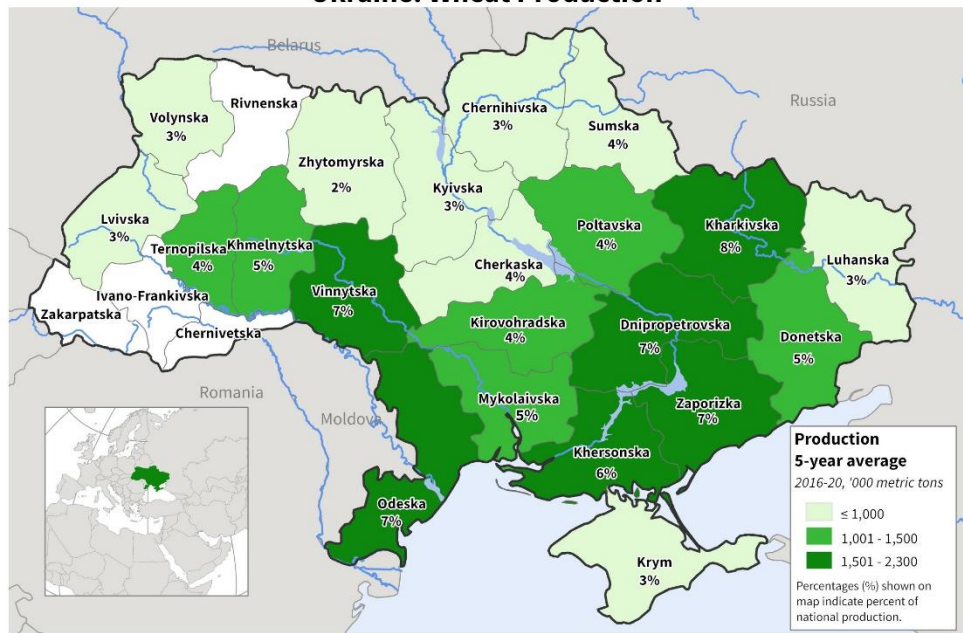 Ukraine: Wheat Production
Belarus
Russia
Rivnenska
Volynska
3%
Chernihivska
3%
Sumska
4%
Zhytomyrska
2%
Kyivska
3%
Lvivska
3%
Ternopilska
4%
Khmelnytska
5%
Poltavska
4%
Kharkivska
8%
Luhanska
3%
Cherkaska
4%
Vinnytska
7%
Ivano-Frankivska
Zakarpatska
Chernivetska
Kirovohradska
4%
Dnipropetrovska
7%
Donetska
5%
Romania
Moldova
Mykolaivska
5%
Zaporizka
7%
Khersonska
6%
Odeska
7%
Krym
3%
Production
5-year average
2016-20, '000 metric tons
≤ 1,000
1,001 - 1,500
1,501 - 2,300
Percentages (%) shown on
map indicate percent of
national production.